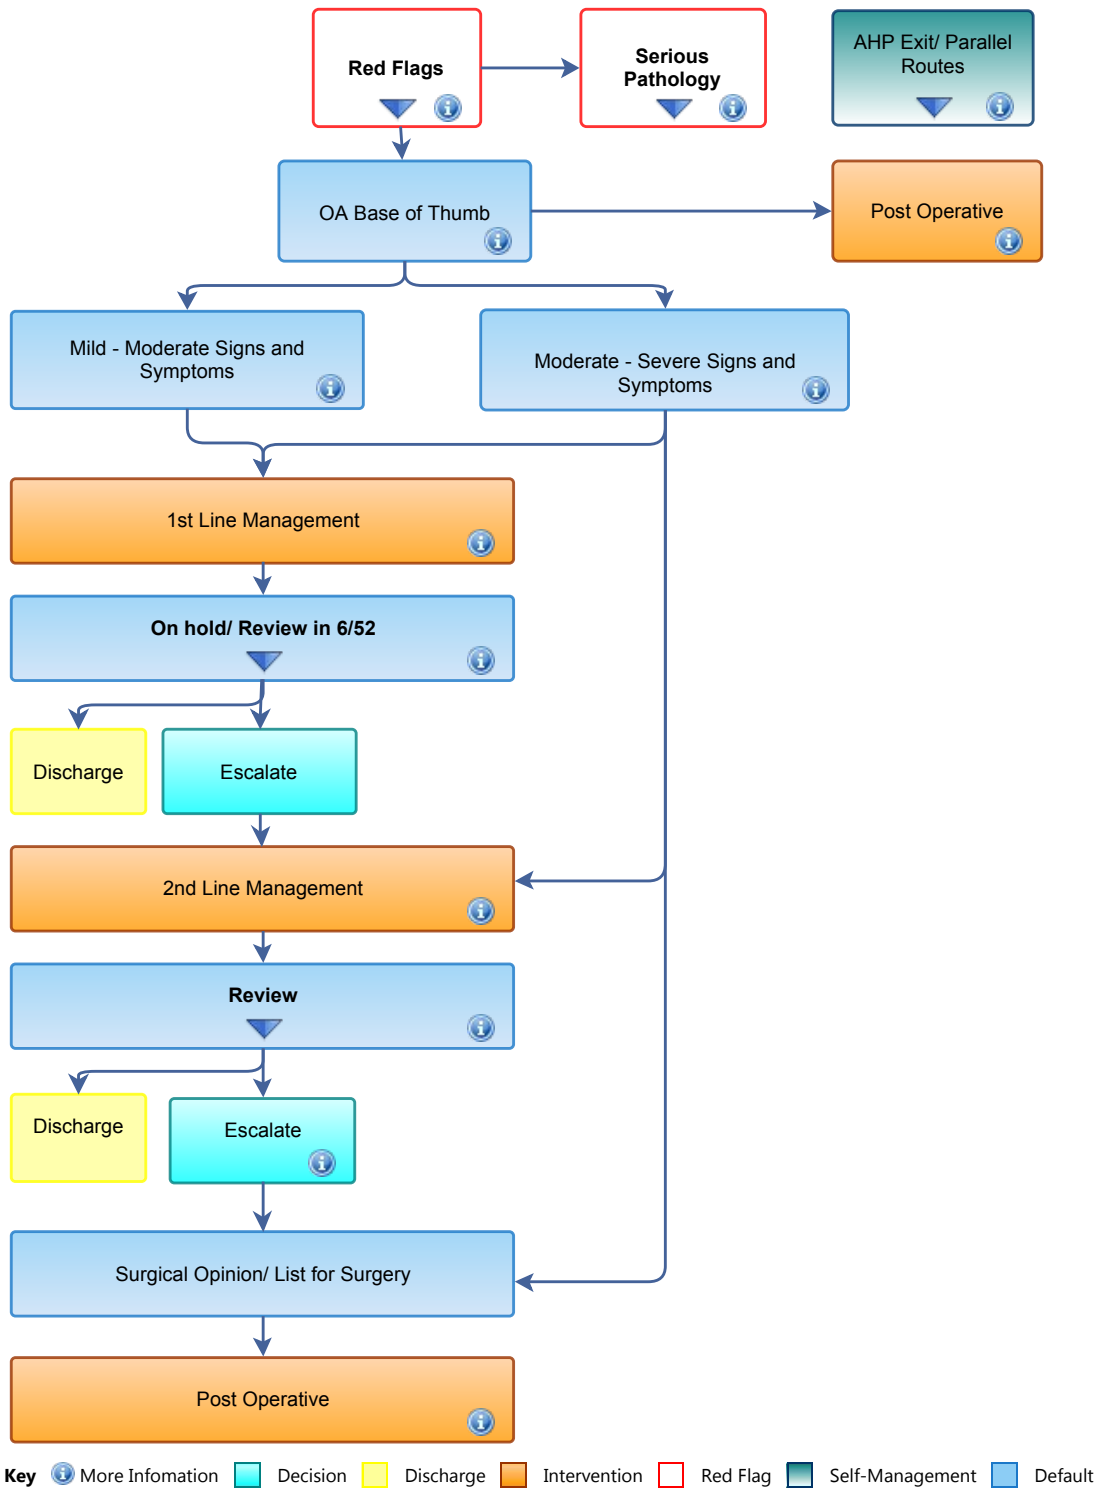 Red Flags
Serious
Pathology
AHP Exit/ Parallel
Routes
OA Base of Thumb
Post Operative
Mild - Moderate Signs and
Symptoms
Moderate - Severe Signs and
Symptoms
1st Line Management
On hold/ Review in 6/52
Discharge
Escalate
2nd Line Management
Review
Discharge
Escalate
Surgical Opinion/ List for Surgery
Post Operative
Key More Infomation Decision Discharge Intervention Red Flag Self-Management Default